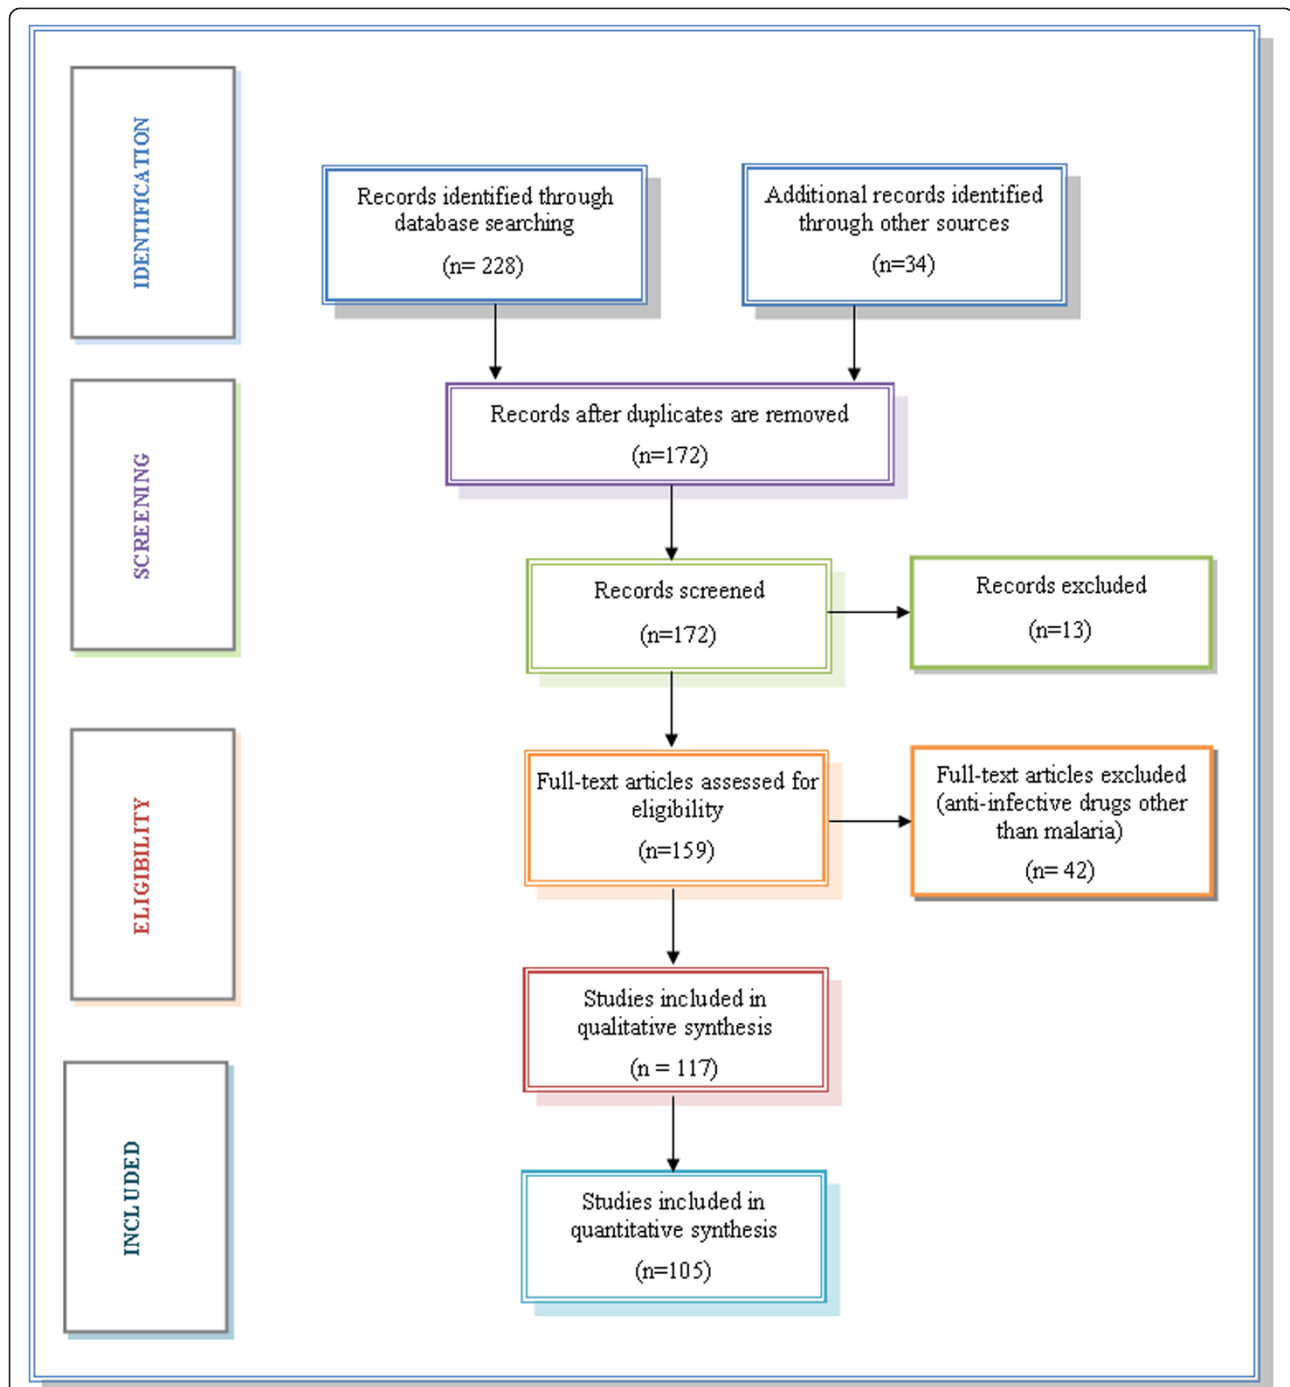 IDENTIFICATION
Records identified through
database searching
(n= 228)
Additional records identified
through other sources
(n=34)
SCREENING
Records after duplicates are removed
(n=172)
Records screened
(n=172)
Records excluded
(n=13)
ELIGIBILITY
Full-text articles assessed for
eligibility
(n=159)
Full-text articles excluded
(anti-infective drugs other
than malaria)
(n= 42)
Studies included in
qualitative synthesis
(n = 117)
INCLUDED
Studies included in
quantitative synthesis
(n=105)